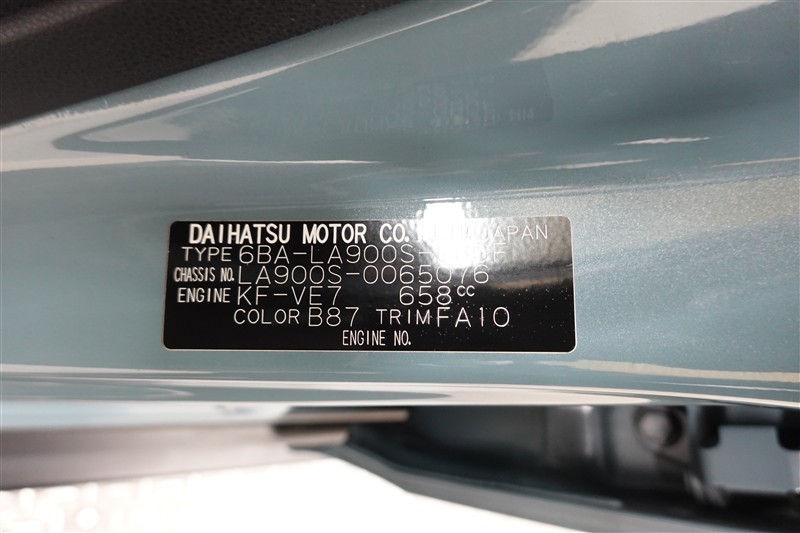 DAIHATSU MOTOR CO. JAPAN
TYPE 6BA-LA900S-
CHASSIS NO. LA900S-0065076
ENGINE KF-VE7 658cc
COLOR B87 TRIM FA10
ENGINE NO.